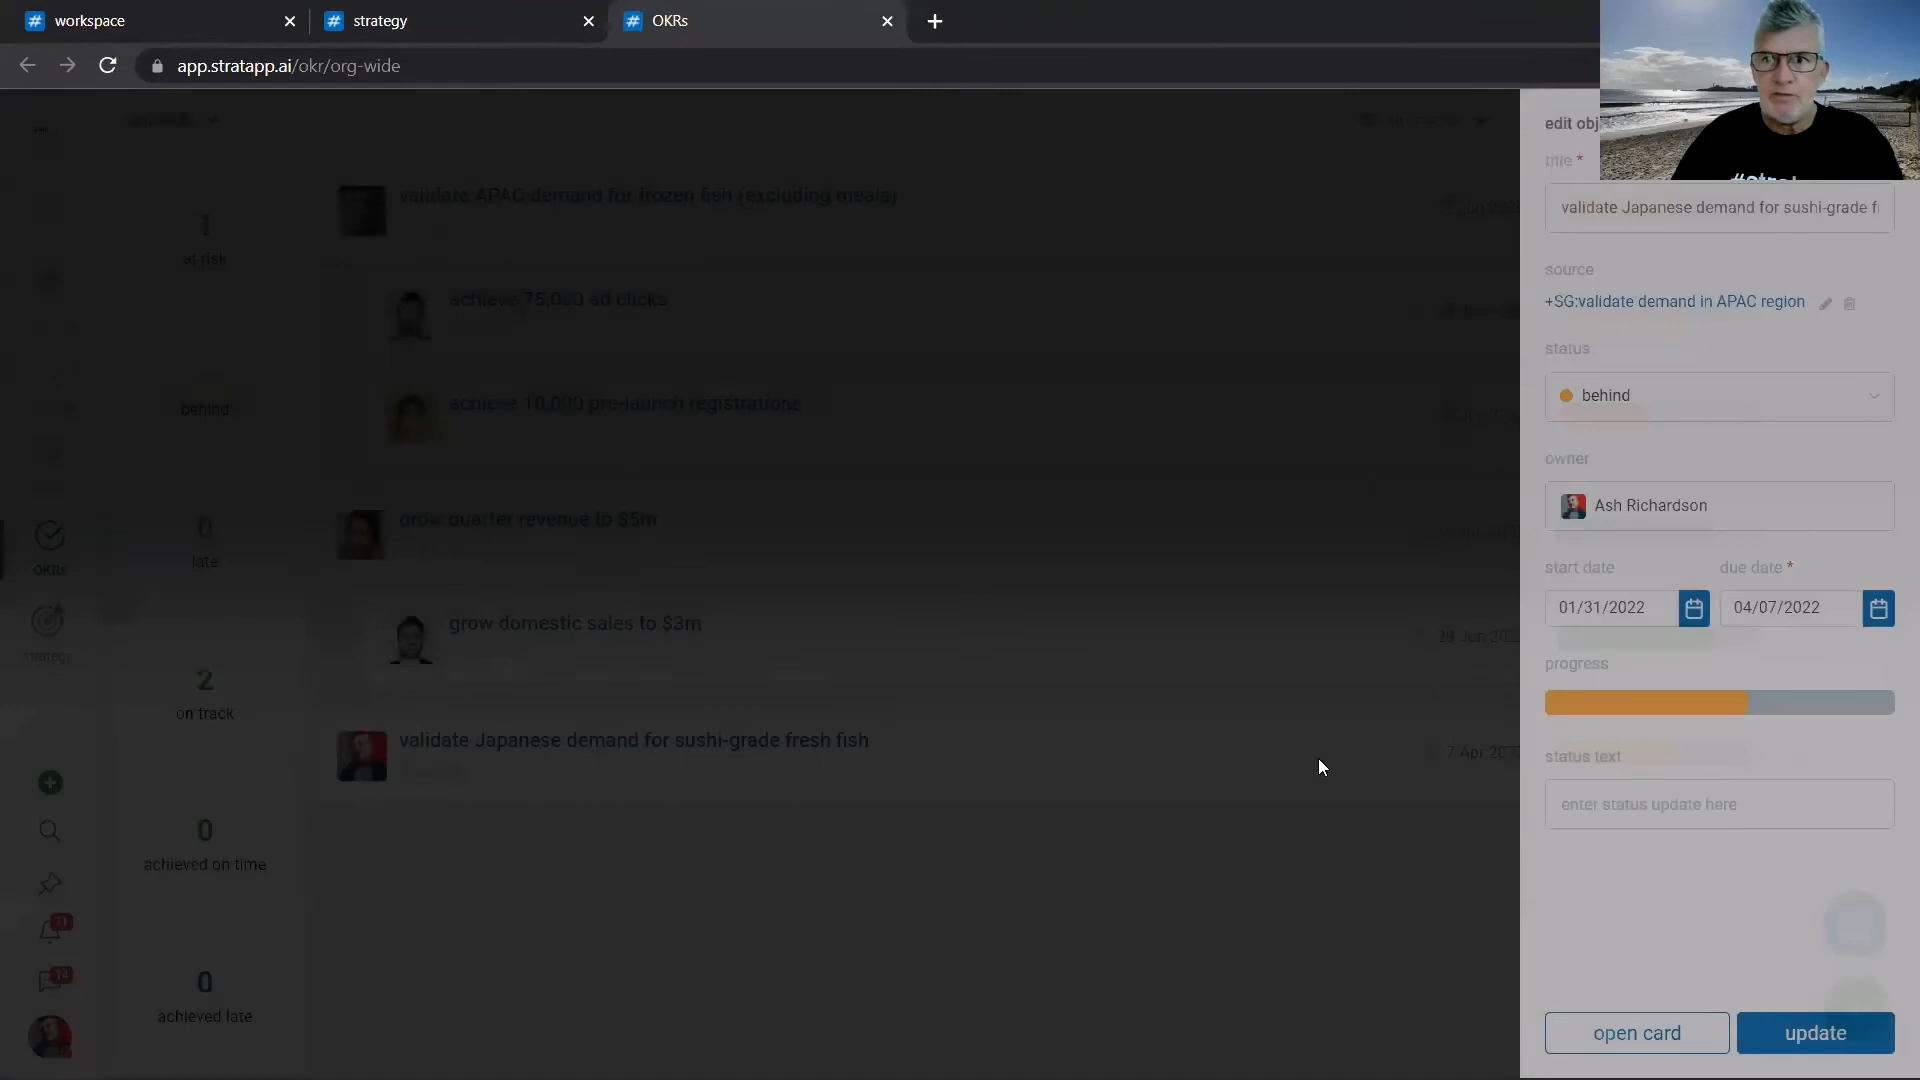 workspace
strategy
OKRs
app.stratapp.ai/okr/org-wide
edit obj
title *
validate Japanese demand for sushi-grade fi
source
+SG:validate demand in APAC region
status
behind
owner
Ash Richardson
start date
due date *
01/31/2022
04/07/2022
progress
status text
enter status update here
open card
update
1
at risk
behind
0
late
2
on track
0
achieved on time
0
achieved late
OKRs
strategy
11
14
validate APAC demand for frozen fish (excluding meals)
achieve 75,000 ad clicks
achieve 10,000 pre-launch registrations
grow quarter revenue to $5m
grow domestic sales to $3m
29 Jun
validate Japanese demand for sushi-grade fresh fish
7 Apr